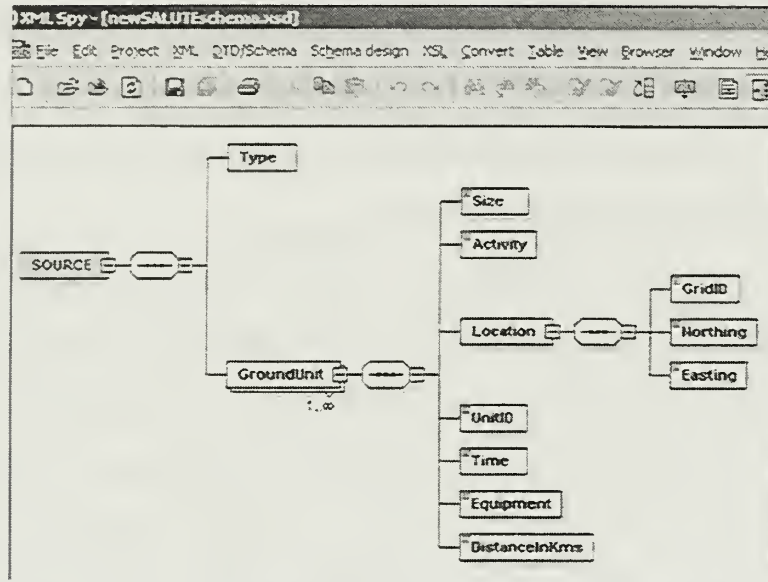 XML Spy - [newSALUTEschema.xsd]
File Edit Project XML DTD/Schema Schema design XSL Convert Table View Browser Window He
Type
Size
Activity
SOURCE
GridID
Location
Northing
GroundUnit
Easting
1..∞
UnitID
Time
Equipment
DistanceInKms